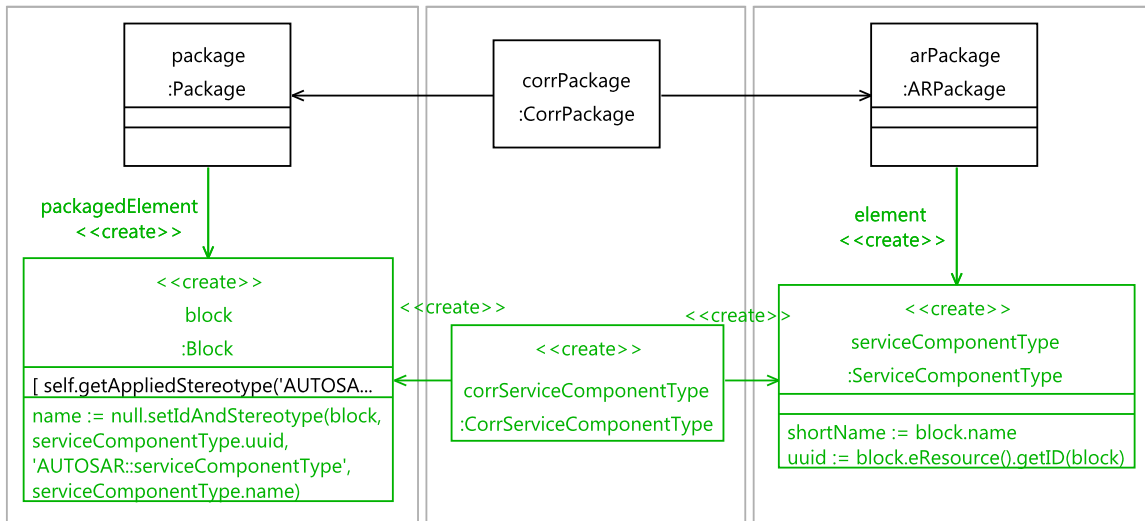 package
:Package
corrPackage
:CorrPackage
arPackage
:ARPackage
packagedElement
<<create>>
element
<<create>>
<<create>>
block
:Block
[ self.getAppliedStereotype('AUTOSA...
name := null.setIdAndStereotype(block,
serviceComponentType.uuid,
'AUTOSAR::serviceComponentType',
serviceComponentType.name)
<<create>>
<<create>>
<<create>>
corrServiceComponentType
:CorrServiceComponentType
<<create>>
serviceComponentType
:ServiceComponentType
shortName := block.name
uuid := block.eResource().getID(block)